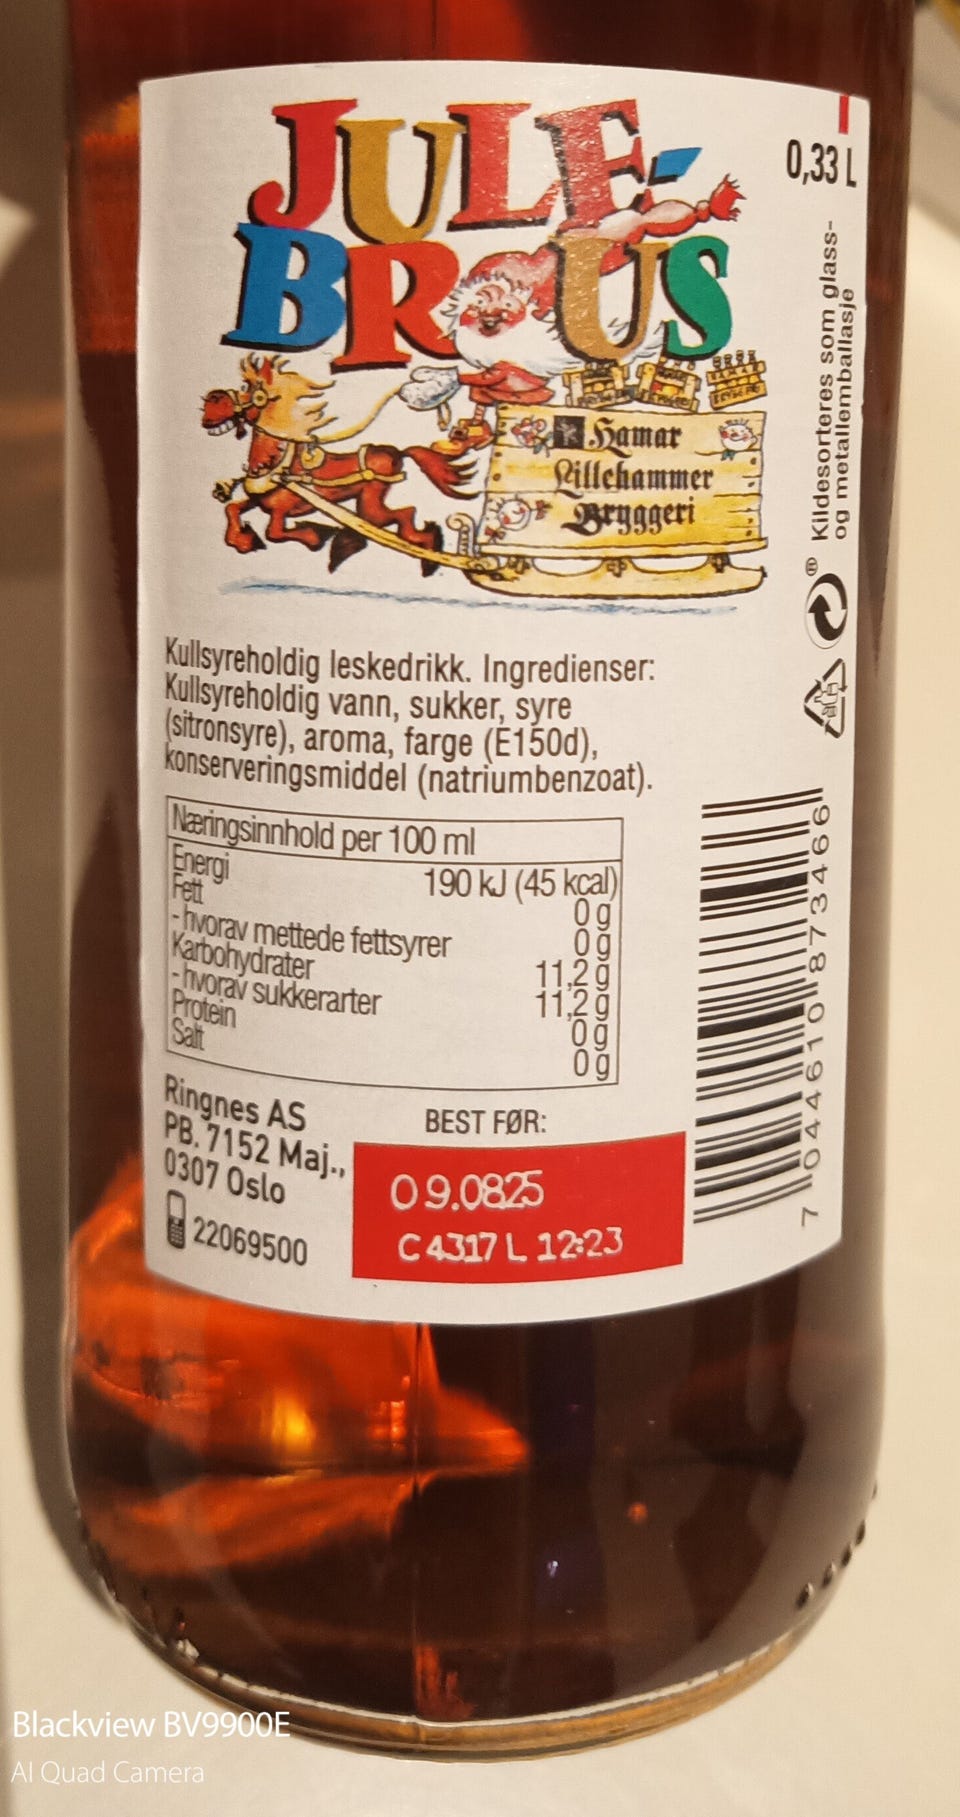 JULE-
BRUS
0,33 L
Hamar
Lillehammer
Bryggeri
Kildesorteres som glass-
og metallemballasje
®
Kullsyreholdig leskedrikk. Ingredienser:
Kullsyreholdig vann, sukker, syre
(sitronsyre), aroma, farge (E150d),
konserveringsmiddel (natriumbenzoat).
Næringsinnhold per 100 ml
Energi 190 kJ (45 kcal)
Fett 0 g
- hvorav mettede fettsyrer 0 g
Karbohydrater 11,2 g
- hvorav sukkerarter 11,2 g
Protein 0 g
Salt 0 g
Ringnes AS
PB. 7152 Maj.,
0307 Oslo
22069500
BEST FØR:
09.0825
C4317L 12:23
7 044610 873466
Blackview BV9900E
AI Quad Camera